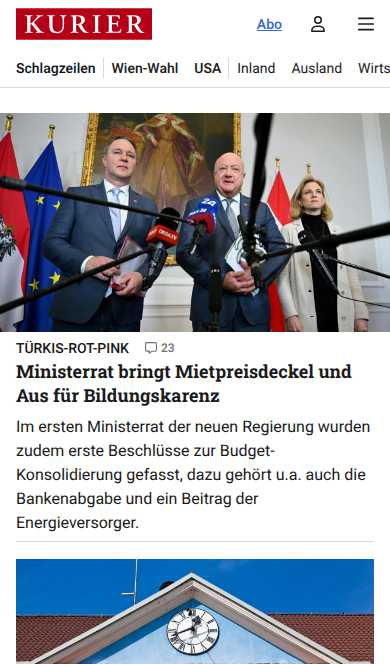 KURIER
Abo
Schlagzeilen Wien-Wahl USA Inland Ausland Wirts
24
TÜRKIS-ROT-PINK 23
Ministerrat bringt Mietpreisdeckel und
Aus für Bildungskarenz
Im ersten Ministerrat der neuen Regierung wurden
zudem erste Beschlüsse zur Budget-
Konsolidierung gefasst, dazu gehört u.a. auch die
Bankenabgabe und ein Beitrag der
Energieversorger.